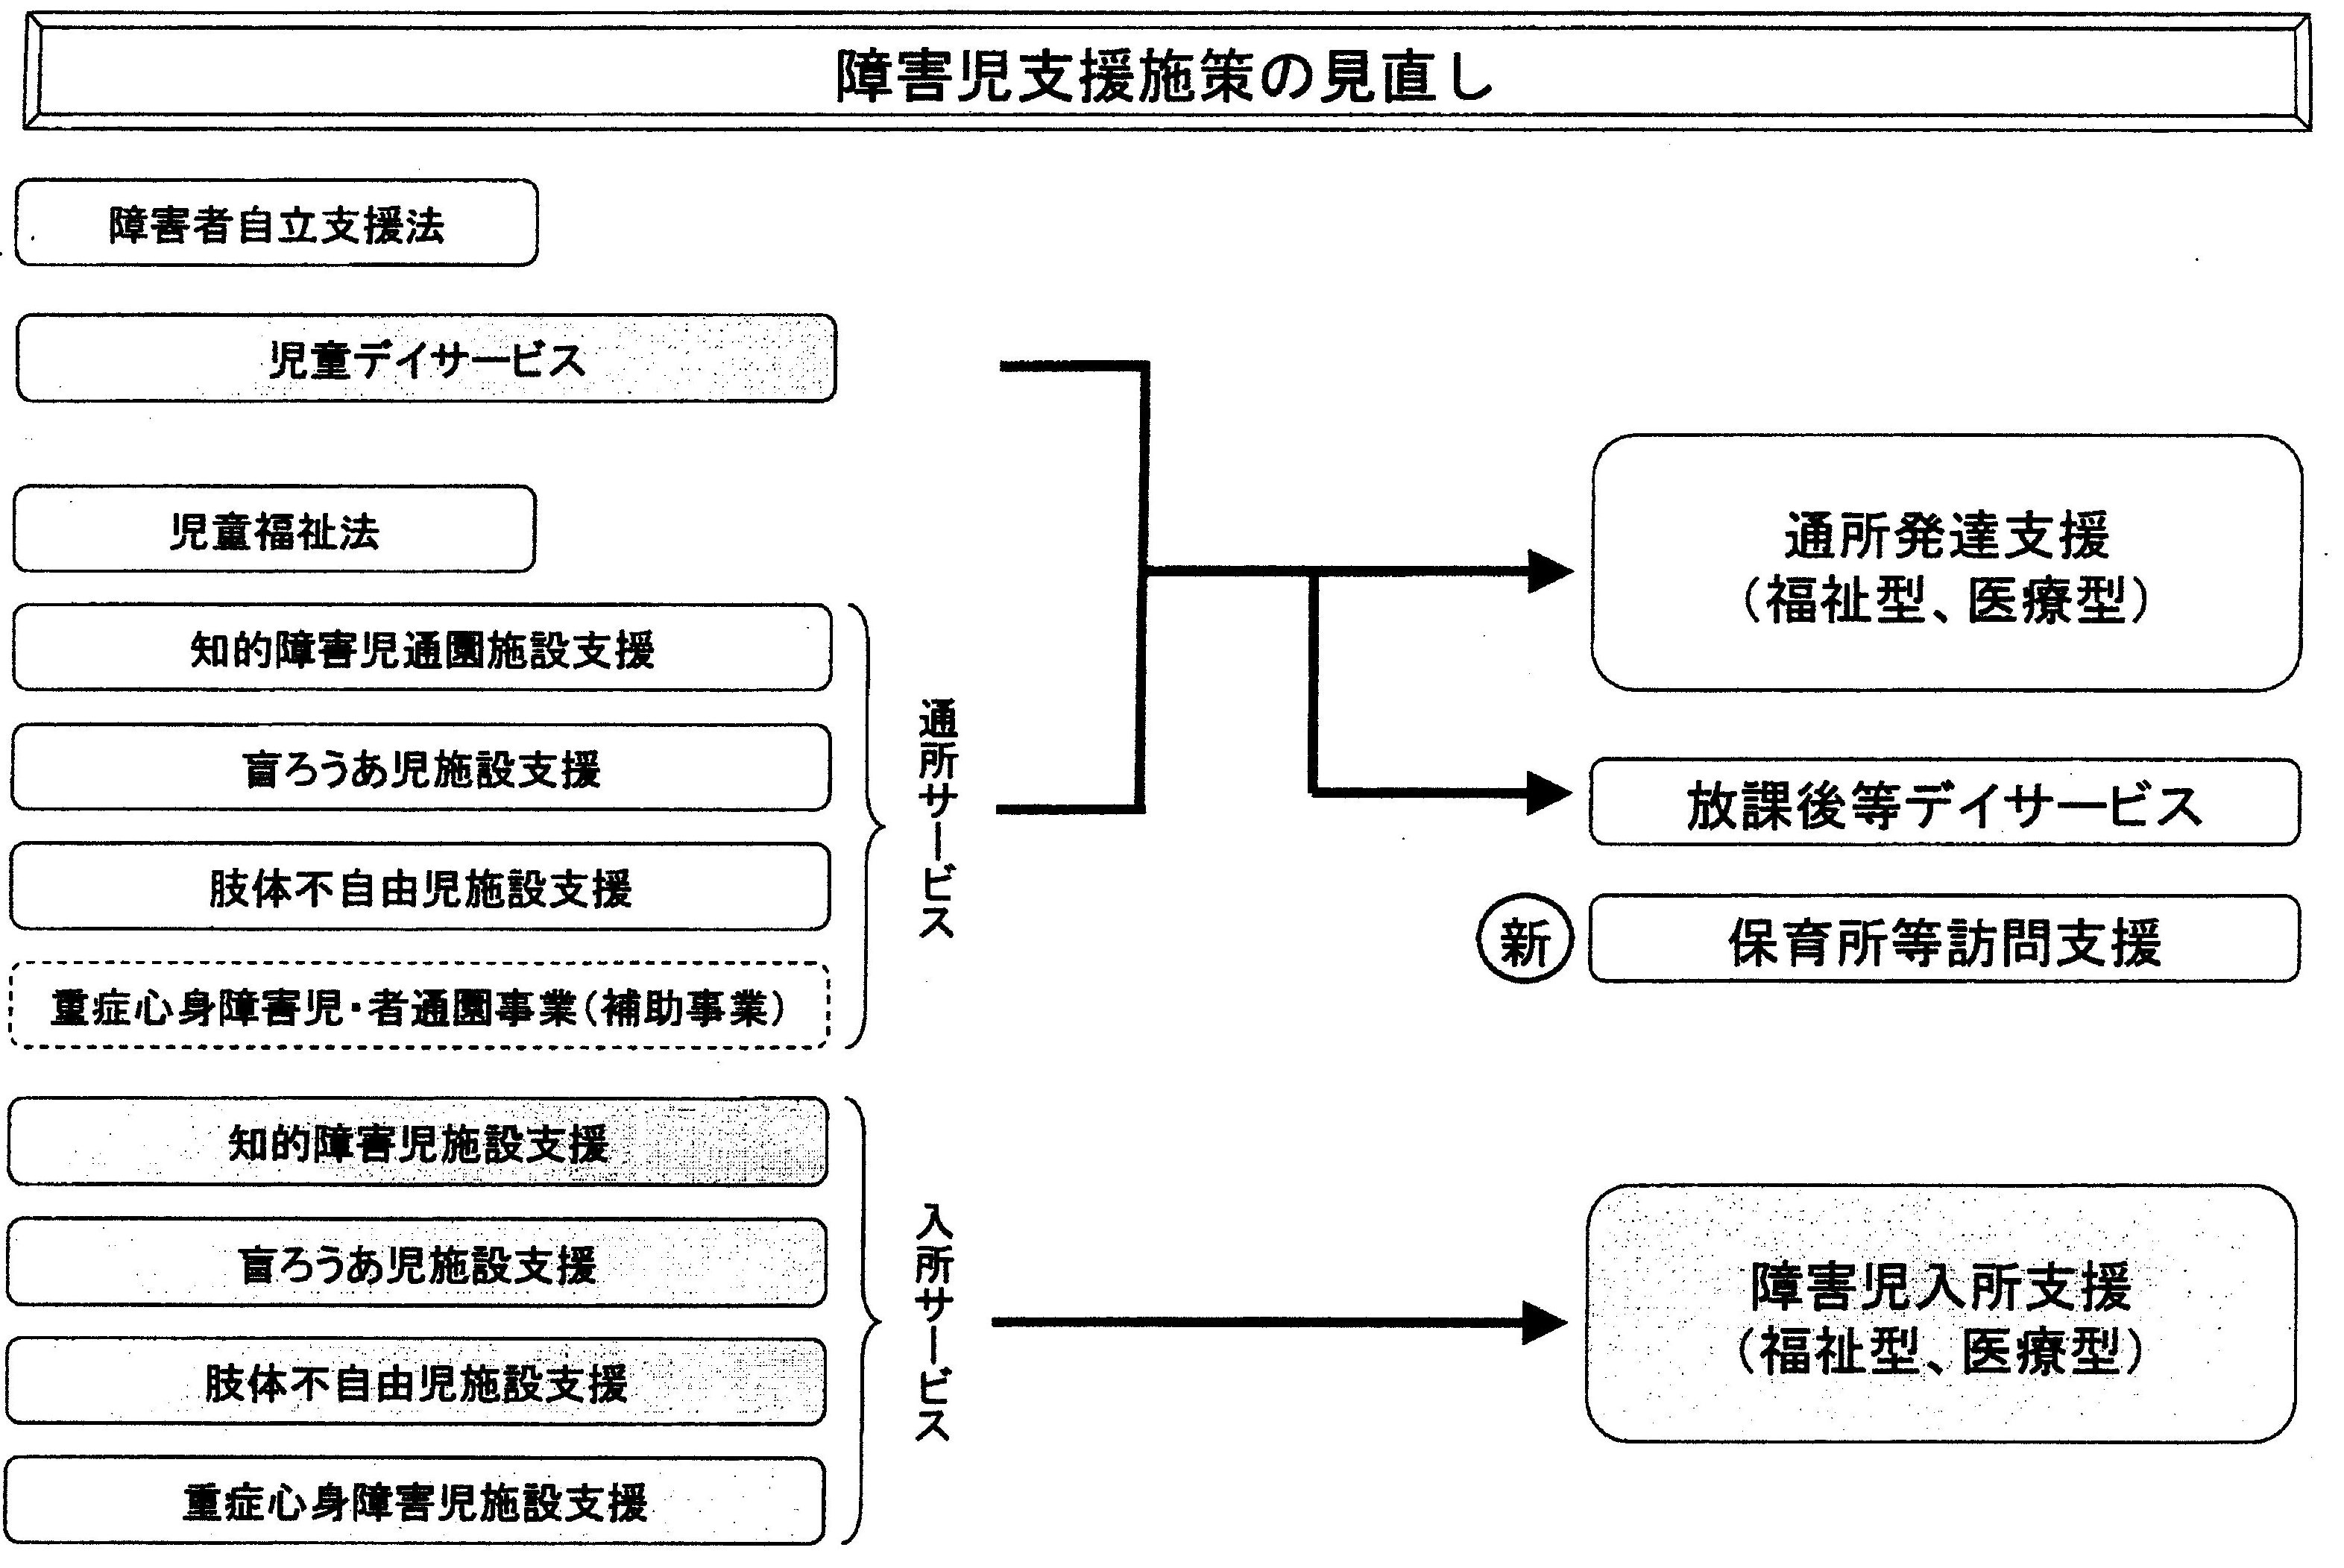 障害児支援施策の見直し
障害者自立支援法
児童デイサービス
児童福祉法
知的障害児通園施設支援
盲ろうあ児施設支援
肢体不自由児施設支援
重症心身障害児・者通園事業(補助事業)
通所サービス
知的障害児施設支援
盲ろうあ児施設支援
肢体不自由児施設支援
重症心身障害児施設支援
入所サービス
通所発達支援
(福祉型、医療型)
放課後等デイサービス
新
保育所等訪問支援
障害児入所支援
(福祉型、医療型)